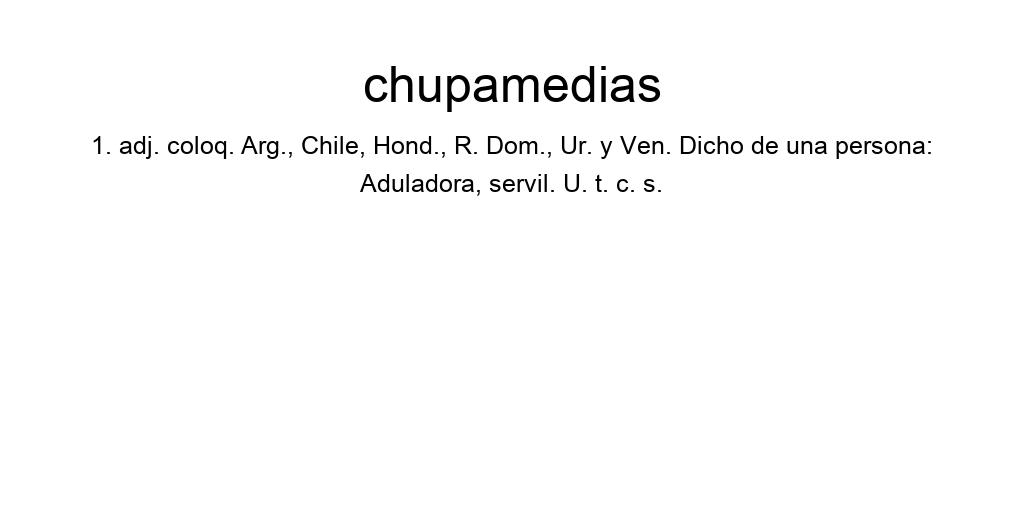 chupamedias
1. adj. coloq. Arg., Chile, Hond., R. Dom., Ur. y Ven. Dicho de una persona:
Aduladora, servil. U. t. c. s.